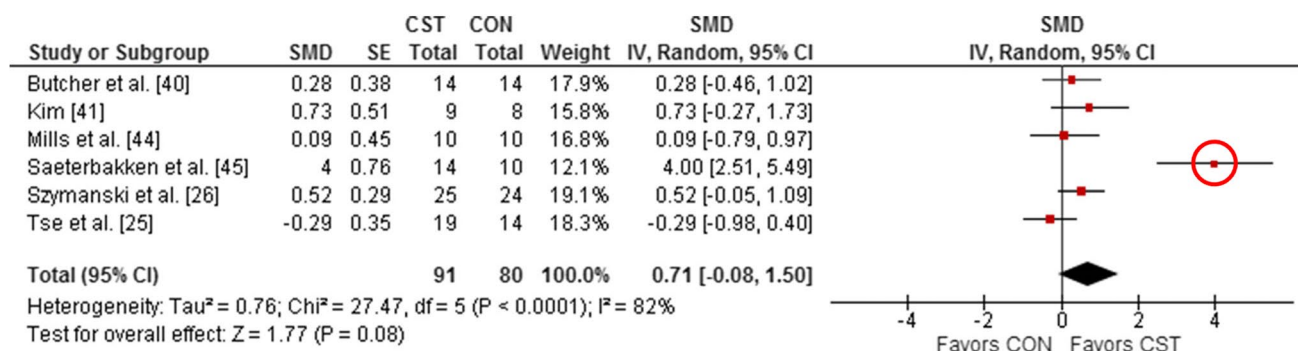 CST CON SMD SMD
Study or Subgroup SMD SE Total Total Weight IV, Random, 95% CI IV, Random, 95% CI
Butcher et al. [40] 0.28 0.38 14 14 17.9% 0.28 [-0.46, 1.02]
Kim [41] 0.73 0.51 9 8 15.8% 0.73 [-0.27, 1.73]
Mills et al. [44] 0.09 0.45 10 10 16.8% 0.09 [-0.79, 0.97]
Saeterbakken et al. [45] 4 0.76 14 10 12.1% 4.00 [2.51, 5.49]
Szymanski et al. [26] 0.52 0.29 25 24 19.1% 0.52 [-0.05, 1.09]
Tse et al. [25] -0.29 0.35 19 14 18.3% -0.29 [-0.98, 0.40]
Total (95% CI) 91 80 100.0% 0.71 [-0.08, 1.50]
Heterogeneity: Tau² = 0.76; Chi² = 27.47, df = 5 (P < 0.0001); I² = 82%
Test for overall effect: Z = 1.77 (P = 0.08)
-4 -2 0 2 4
Favors CON Favors CST